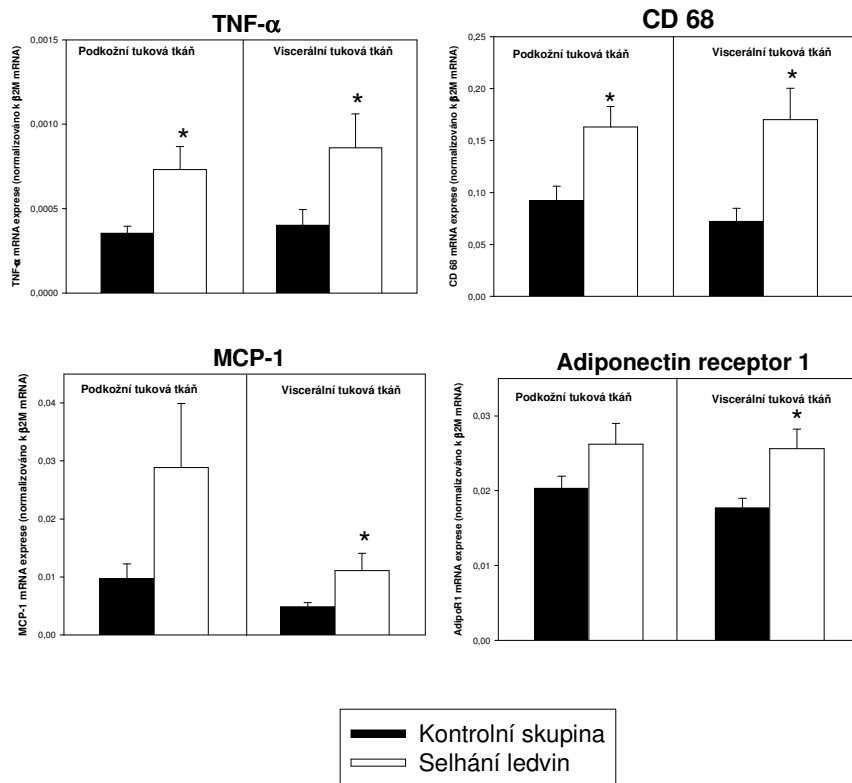 TNF-α
TNF-α mRNA exprese (normalizováno k β2M mRNA)
0,0015
0,0010
0,0005
0,0000
Podkožní tuková tkáň
Viscerální tuková tkáň
*
*
CD 68
CD 68 mRNA exprese (normalizováno k β2M mRNA)
0,25
0,20
0,15
0,10
0,05
0,00
Podkožní tuková tkáň
Viscerální tuková tkáň
*
*
MCP-1
MCP-1 mRNA exprese (normalizováno k β2M mRNA)
0,04
0,03
0,02
0,01
0,00
Podkožní tuková tkáň
Viscerální tuková tkáň
*
Adiponectin receptor 1
AdipoR1 mRNA exprese (normalizováno k β2M mRNA)
0,03
0,02
0,01
0,00
Podkožní tuková tkáň
Viscerální tuková tkáň
*
Kontrolní skupina
Selhání ledvin